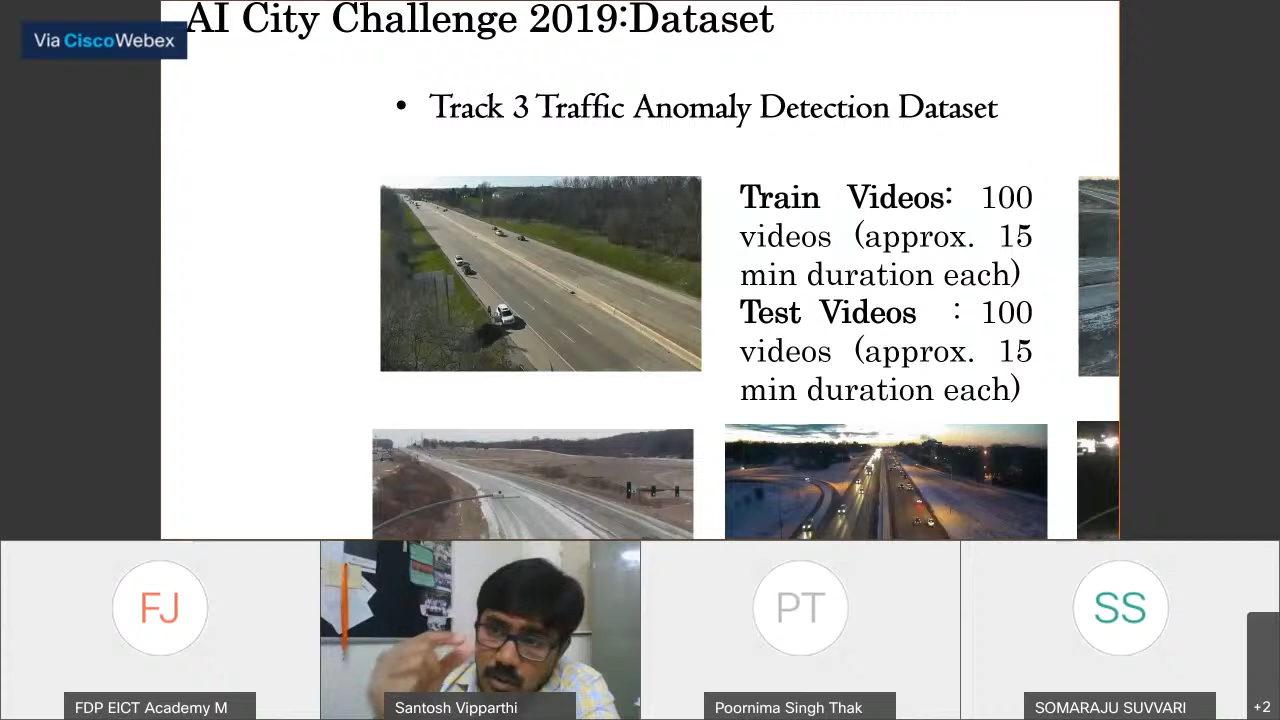 AI City Challenge 2019:Dataset
Via Cisco Webex
• Track 3 Traffic Anomaly Detection Dataset
Train Videos: 100
videos (approx. 15
min duration each)
Test Videos : 100
videos (approx. 15
min duration each)
FJ
PT
SS
FDP EICT Academy M
Santosh Vipparthi
Poornima Singh Thak
SOMARAJU SUVVARI
+2